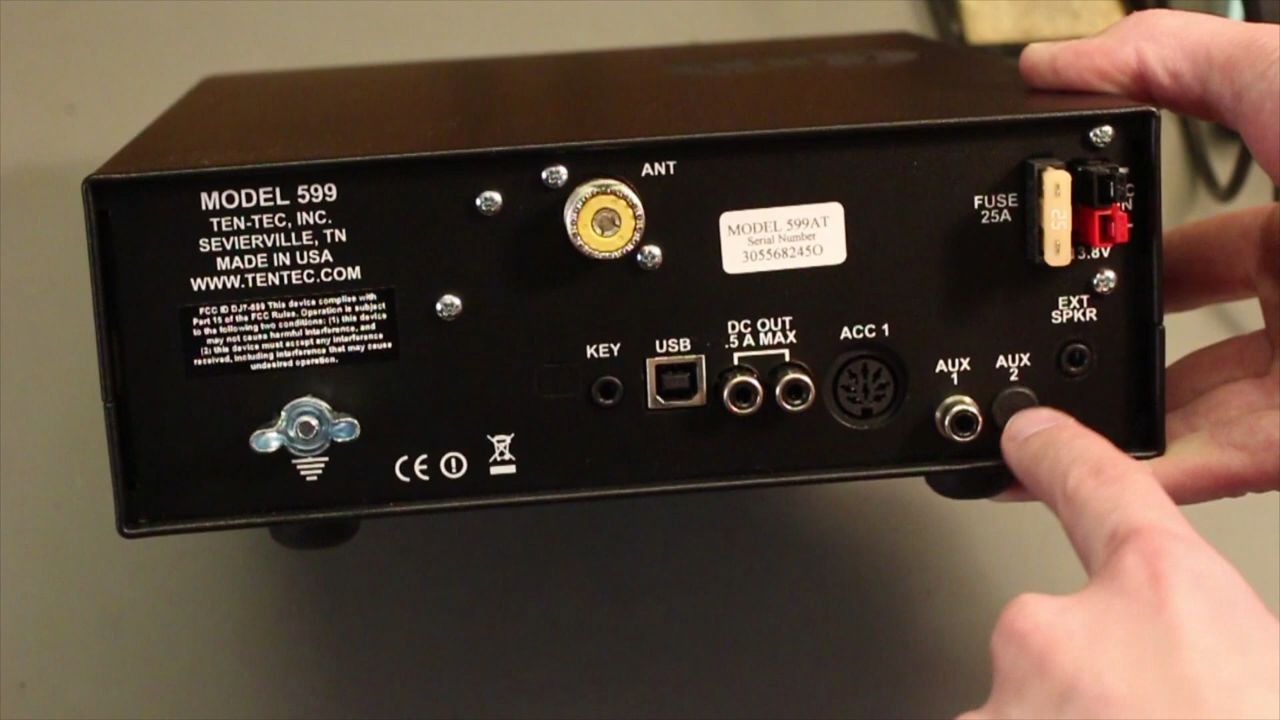 MODEL 599
TEN-TEC, INC.
SEVIERVILLE, TN
MADE IN USA
WWW.TENTEC.COM
FCC ID DJ7-599 This device complies with
Part 15 of the FCC Rules. Operation is subject
to the following two conditions: (1) this device
may not cause harmful interference, and
(2) this device must accept any interference
received, including interference that may cause
undesired operation.
CE
ANT
MODEL 599AT
Serial Number
305568245O
FUSE
25A
25
13.8V
KEY
USB
DC OUT
.5 A MAX
ACC 1
AUX
1
AUX
2
EXT
SPKR